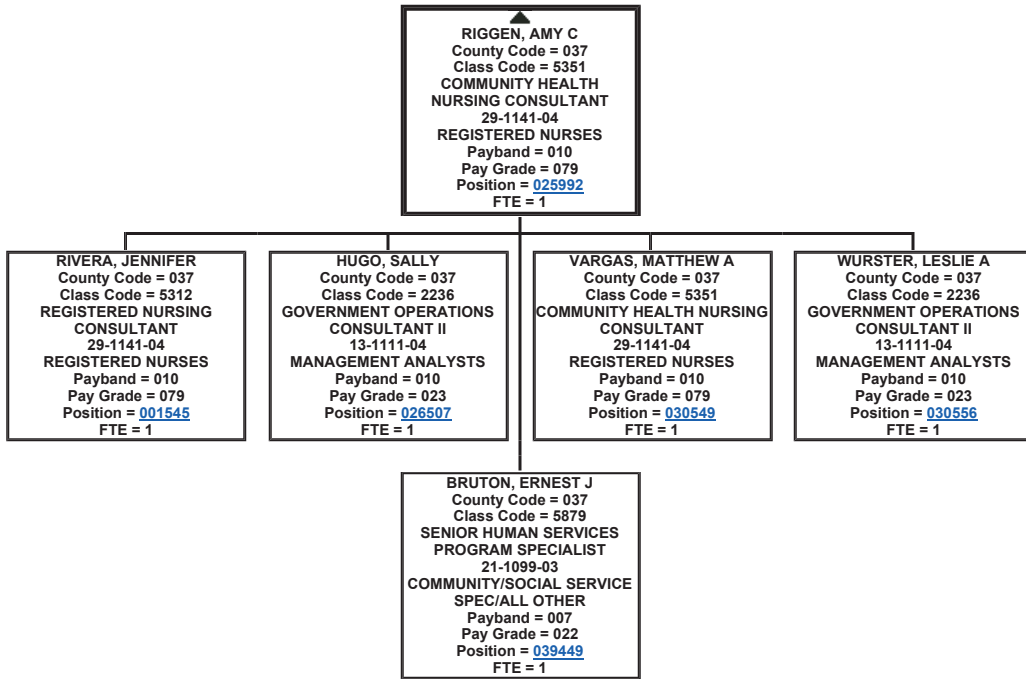 RIGGEN, AMY C
County Code = 037
Class Code = 5351
COMMUNITY HEALTH
NURSING CONSULTANT
29-1141-04
REGISTERED NURSES
Payband = 010
Pay Grade = 079
Position = 025992
FTE = 1
RIVERA, JENNIFER
County Code = 037
Class Code = 5312
REGISTERED NURSING
CONSULTANT
29-1141-04
REGISTERED NURSES
Payband = 010
Pay Grade = 079
Position = 001545
FTE = 1
HUGO, SALLY
County Code = 037
Class Code = 2236
GOVERNMENT OPERATIONS
CONSULTANT II
13-1111-04
MANAGEMENT ANALYSTS
Payband = 010
Pay Grade = 023
Position = 026507
FTE = 1
VARGAS, MATTHEW A
County Code = 037
Class Code = 5351
COMMUNITY HEALTH NURSING
CONSULTANT
29-1141-04
REGISTERED NURSES
Payband = 010
Pay Grade = 079
Position = 030549
FTE = 1
WURSTER, LESLIE A
County Code = 037
Class Code = 2236
GOVERNMENT OPERATIONS
CONSULTANT II
13-1111-04
MANAGEMENT ANALYSTS
Payband = 010
Pay Grade = 023
Position = 030556
FTE = 1
BRUTON, ERNEST J
County Code = 037
Class Code = 5879
SENIOR HUMAN SERVICES
PROGRAM SPECIALIST
21-1099-03
COMMUNITY/SOCIAL SERVICE
SPEC/ALL OTHER
Payband = 007
Pay Grade = 022
Position = 039449
FTE = 1